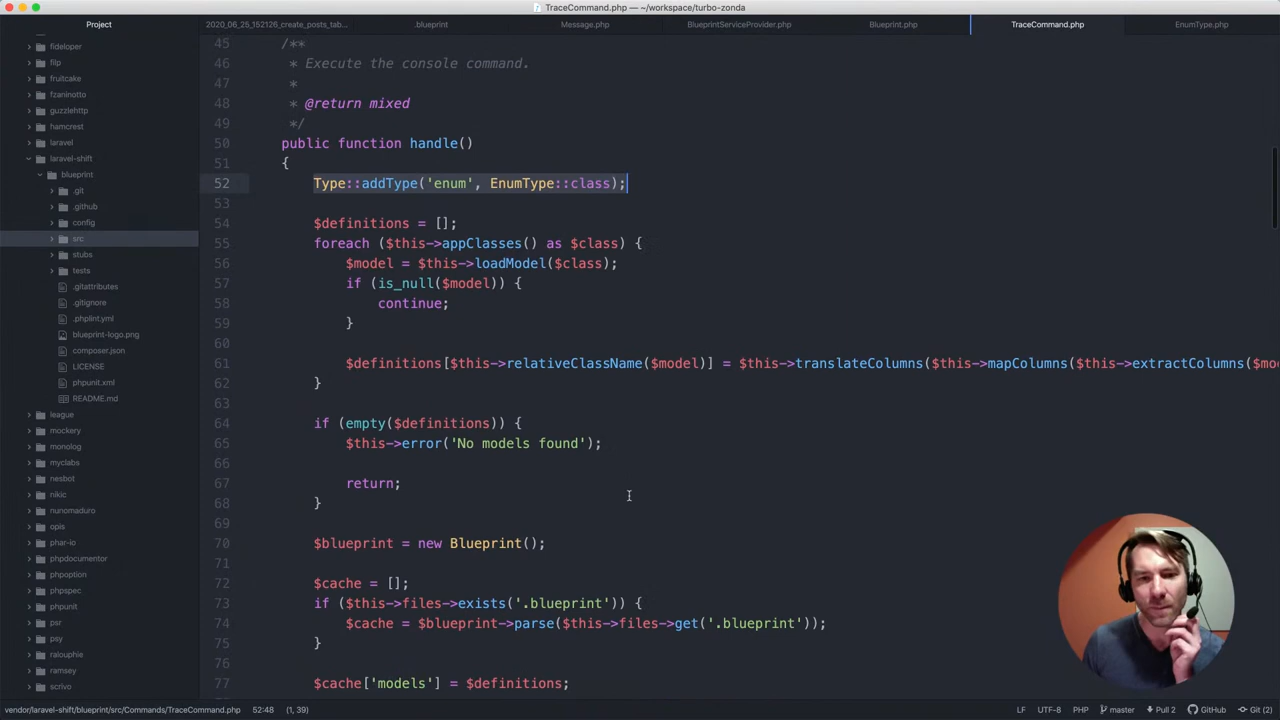 TraceCommand.php — ~/workspace/turbo-zonda
Project
2020_06_25_152126_create_posts_tab...
.blueprint
Message.php
BlueprintServiceProvider.php
Blueprint.php
TraceCommand.php
EnumType.php
fideloper
filp
fruitcake
fzaninotto
guzzlehttp
hamcrest
laravel
laravel-shift
blueprint
.git
.github
config
src
stubs
tests
.gitattributes
.gitignore
.phplint.yml
blueprint-logo.png
composer.json
LICENSE
phpunit.xml
README.md
league
mockery
monolog
myclabs
nesbot
nikic
nunomaduro
opis
phar-io
phpdocumentor
phpoption
phpspec
phpunit
psr
psy
ralouphie
ramsey
scrivo
45 /**
46 * Execute the console command.
47 *
48 * @return mixed
49 */
50 public function handle()
51 {
52 Type::addType('enum', EnumType::class);
53
54 $definitions = [];
55 foreach ($this->appClasses() as $class) {
56 $model = $this->loadModel($class);
57 if (is_null($model)) {
58 continue;
59 }
60
61 $definitions[$this->relativeClassName($model)] = $this->translateColumns($this->mapColumns($this->extractColumns($mo
62 }
63
64 if (empty($definitions)) {
65 $this->error('No models found');
66
67 return;
68 }
69
70 $blueprint = new Blueprint();
71
72 $cache = [];
73 if ($this->files->exists('.blueprint')) {
74 $cache = $blueprint->parse($this->files->get('.blueprint'));
75 }
76
77 $cache['models'] = $definitions;
vendor/laravel-shift/blueprint/src/Commands/TraceCommand.php 52:48 (1, 39)
LF UTF-8 PHP master Pull 2 GitHub Git (2)